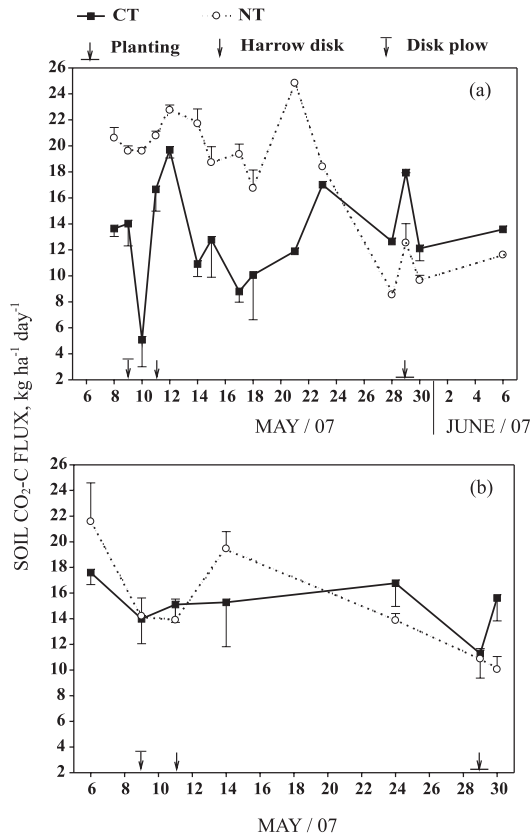 CT NT
Planting Harrow disk Disk plow
(a)
26
24
22
20
18
16
14
12
10
8
6
4
2
6 8 10 12 14 16 18 20 22 24 26 28 30 2 4 6
MAY / 07 JUNE / 07
SOIL CO₂-C FLUX, kg ha⁻¹ day⁻¹
(b)
26
24
22
20
18
16
14
12
10
8
6
4
2
6 8 10 12 14 16 18 20 22 24 26 28 30
MAY / 07